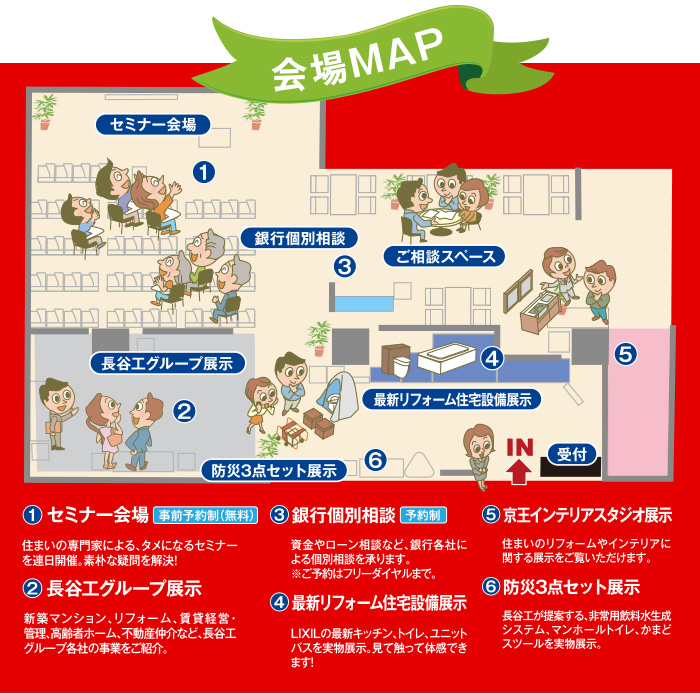 会場MAP
セミナー会場
1
銀行個別相談
3
ご相談スペース
長谷工グループ展示
2
4
最新リフォーム住宅設備展示
5
防災3点セット展示
6
IN
受付
1 セミナー会場 事前予約制(無料)
住まいの専門家による、タメになるセミナー
を連日開催。素朴な疑問を解決!
2 長谷工グループ展示
新築マンション、リフォーム、賃貸経営・
管理、高齢者ホーム、不動産仲介など、長谷工
グループ各社の事業をご紹介。
3 銀行個別相談 予約制
資金やローン相談など、銀行各社に
よる個別相談を承ります。
※ご予約はフリーダイヤルまで。
4 最新リフォーム住宅設備展示
LIXILの最新キッチン、トイレ、ユニット
バスを実物展示。見て触って体感でき
ます!
5 京王インテリアスタジオ展示
住まいのリフォームやインテリアに
関する展示をご覧いただけます。
6 防災3点セット展示
長谷工が提案する、非常用飲料水生成
システム、マンホールトイレ、かまど
スツールを実物展示。